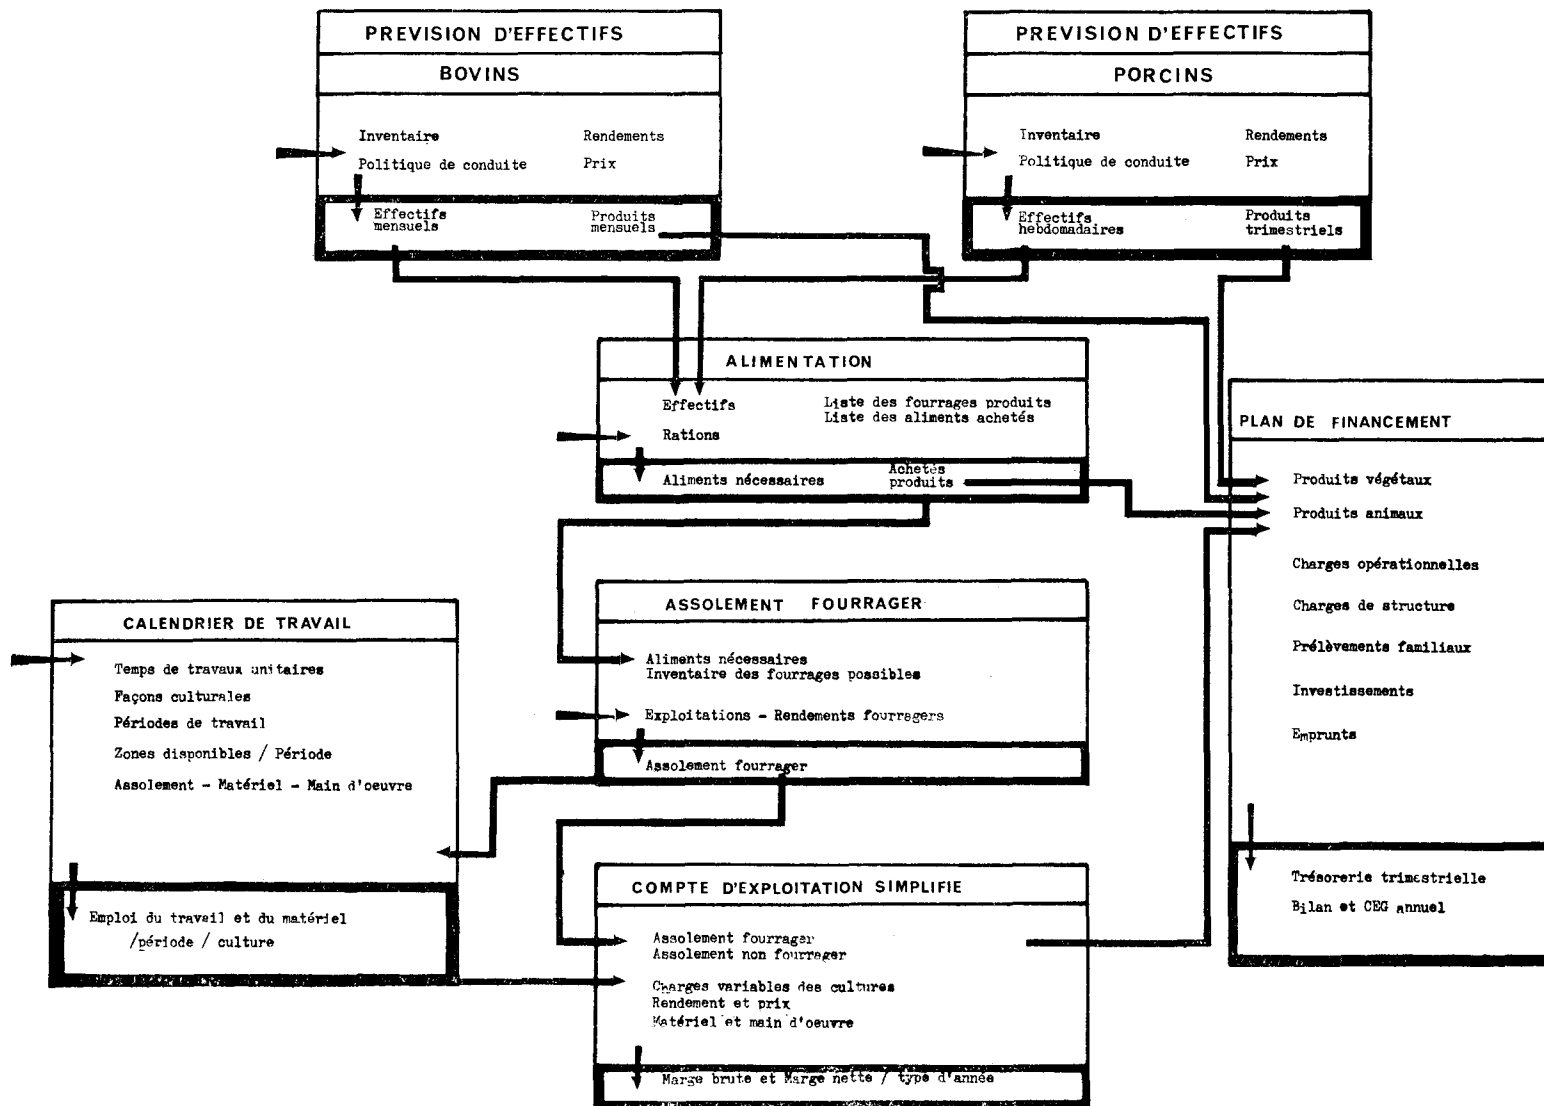 PREVISION D'EFFECTIFS
BOVINS
Inventaire Rendements
Politique de conduite Prix
Effectifs mensuels
Produits mensuels
PREVISION D'EFFECTIFS
PORCINS
Inventaire Rendements
Politique de conduite Prix
Effectifs hebdomadaires
Produits trimestriels
ALIMENTATION
Effectifs
Liste des fourrages produits
Liste des aliments achetés
Rations
Aliments nécessaires
Achetés
produits
PLAN DE FINANCEMENT
Produits végétaux
Produits animaux
Charges opérationnelles
Charges de structure
Prélèvements familiaux
Investissements
Emprunts
Trésorerie trimestrielle
Bilan et CEG annuel
ASSOLEMENT FOURRAGER
Aliments nécessaires
Inventaire des fourrages possibles
Exploitations - Rendements fourragers
Assolement fourrager
CALENDRIER DE TRAVAIL
Temps de travaux unitaires
Façons culturales
Périodes de travail
Zones disponibles / Période
Assolement - Matériel - Main d'oeuvre
Emploi du travail et du matériel
/période / culture
COMPTE D'EXPLOITATION SIMPLIFIE
Assolement fourrager
Assolement non fourrager
Charges variables des cultures
Rendement et prix
Matériel et main d'oeuvre
Marge brute et Marge nette / type d'année